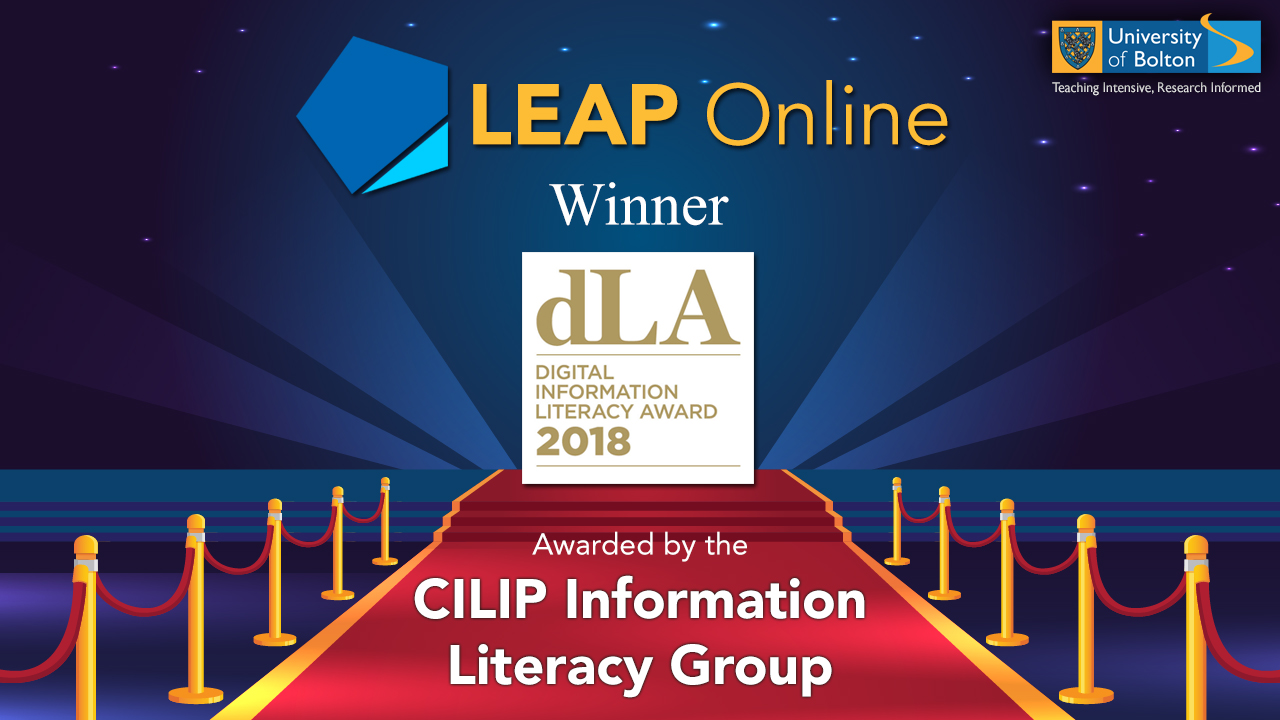 University
of Bolton
Teaching Intensive, Research Informed
LEAP Online
Winner
dLA
DIGITAL
INFORMATION
LITERACY AWARD
2018
Awarded by the
CILIP Information
Literacy Group